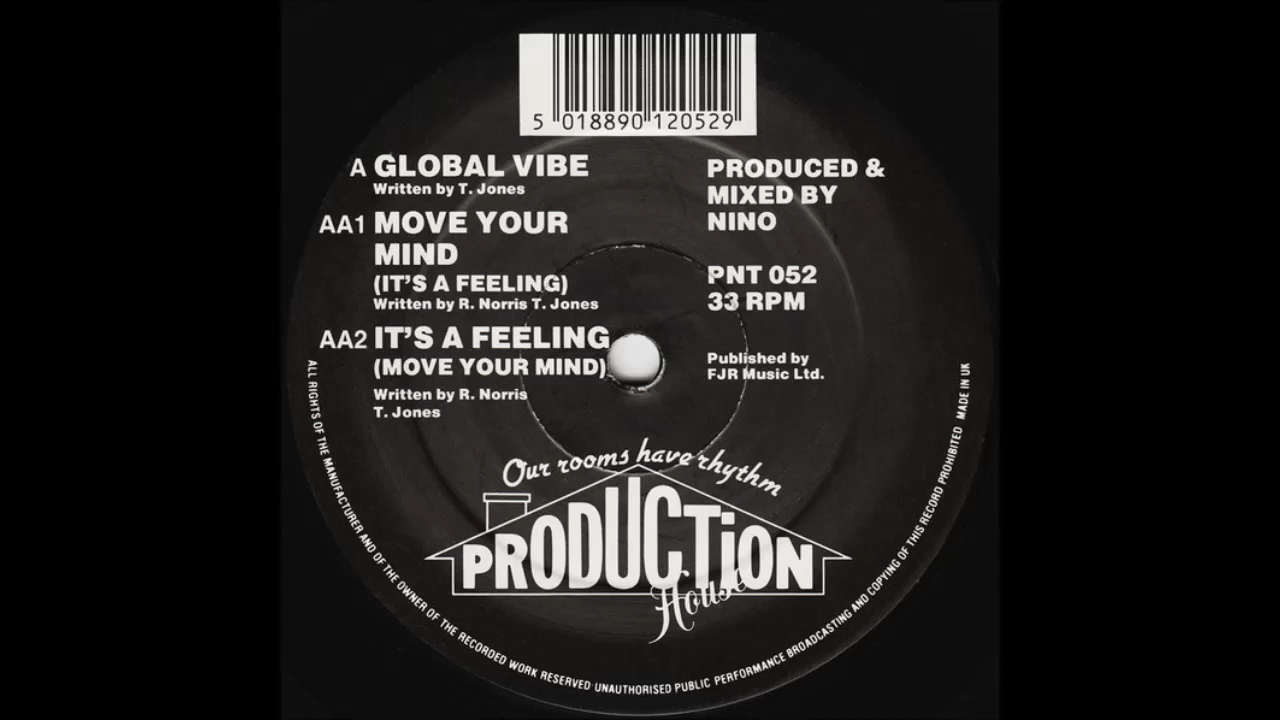 5 018890 120529
A GLOBAL VIBE
Written by T. Jones
AA1 MOVE YOUR
MIND
(IT'S A FEELING)
Written by R. Norris T. Jones
AA2 IT'S A FEELING
(MOVE YOUR MIND)
Written by R. Norris
T. Jones
PRODUCED &
MIXED BY
NINO
PNT 052
33 RPM
Published by
FJR Music Ltd.
Our rooms have rhythm
PRODUCTiON
House
ALL RIGHTS OF THE MANUFACTURER AND OF THE OWNER OF THE RECORDED WORK RESERVED UNAUTHORISED PUBLIC PERFORMANCE BROADCASTING AND COPYING OF THIS RECORD PROHIBITED MADE IN UK